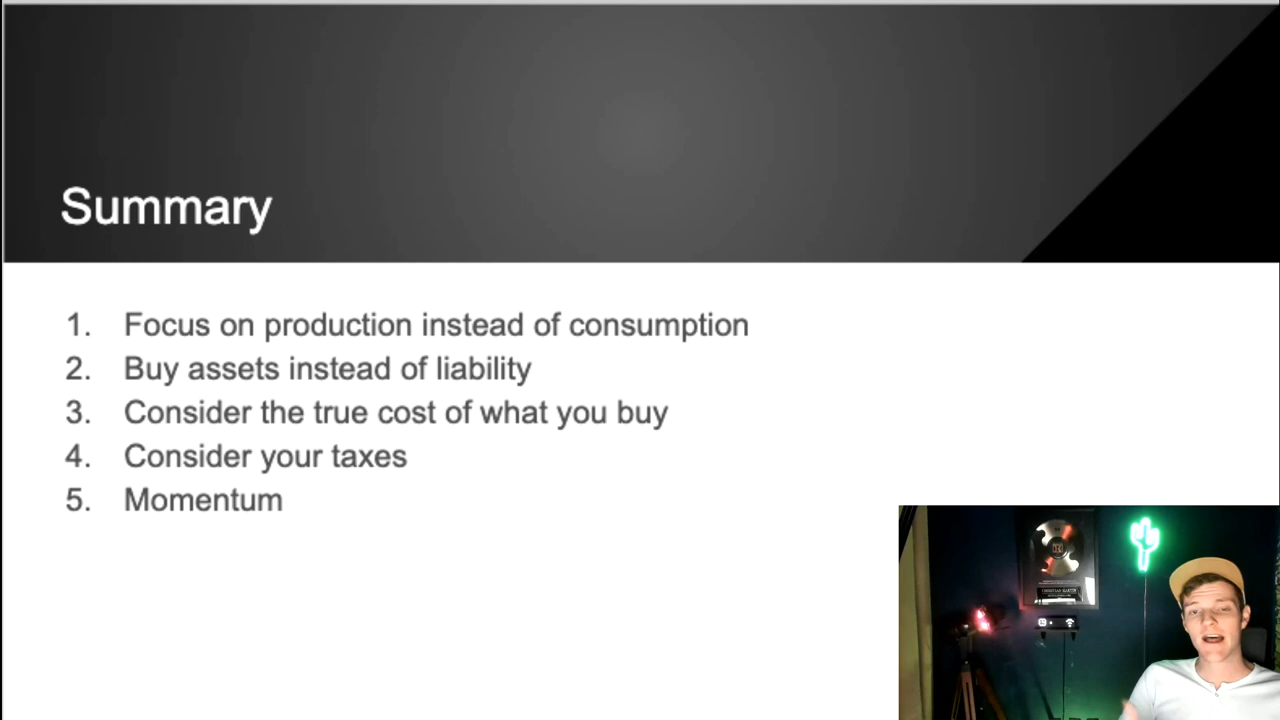 Summary
1. Focus on production instead of consumption
2. Buy assets instead of liability
3. Consider the true cost of what you buy
4. Consider your taxes
5. Momentum